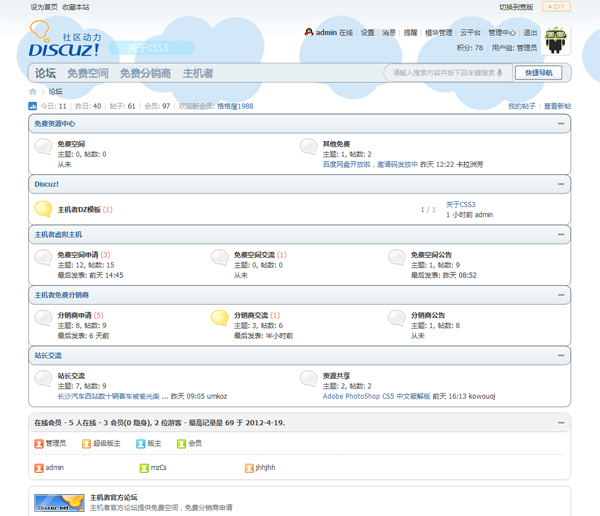 设为首页 收藏本站 切换到宽版 +DIY
社区动力
DISCUZ!
关于CSS3
admin 在线 | 设置 | 消息 | 提醒 | 模块管理 | 云平台 | 管理中心 | 退出
积分: 78 | 用户组: 管理员
论坛 免费空间 免费分销商 主机者 请输入搜索内容并按下回车键搜索 快捷导航
论坛
今日: 11 | 昨日: 40 | 帖子: 61 | 会员: 97 | 欢迎新会员: 格格屋1988 我的帖子 | 查看新帖
免费资源中心
免费空间
主题: 0, 帖数: 0
从未
其他免费
主题: 1, 帖数: 2
百度网盘开放啦，邀请码发放中 昨天 12:22 卡拉洲芳
Discuz!
主机者DZ模板 (1) 1 / 1
关于CSS3
1 小时前 admin
主机者虚拟主机
免费空间申请 (3)
主题: 12, 帖数: 15
最后发表: 前天 14:45
免费空间交流 (1)
主题: 0, 帖数: 0
从未
免费空间公告
主题: 1, 帖数: 9
最后发表: 昨天 08:52
主机者免费分销商
分销商申请 (5)
主题: 8, 帖数: 9
最后发表: 6 天前
分销商交流 (1)
主题: 3, 帖数: 6
最后发表: 半小时前
分销商公告
主题: 1, 帖数: 8
从未
站长交流
站长交流
主题: 7, 帖数: 9
长沙汽车西站数十辆客车被偷光柴 ... 昨天 09:05 umkoz
资源共享
主题: 2, 帖数: 2
Adobe PhotoShop CS5 中文破解版 前天 16:13 kowouoj
在线会员 - 5 人在线 - 3 会员(0 隐身), 2 位游客 - 最高记录是 69 于 2012-4-19.
管理员 超级版主 版主 会员
admin mzCs Jhhjhh
Discuz!.net
主机者官方论坛
主机者官方论坛提供免费空间，免费分销商申请